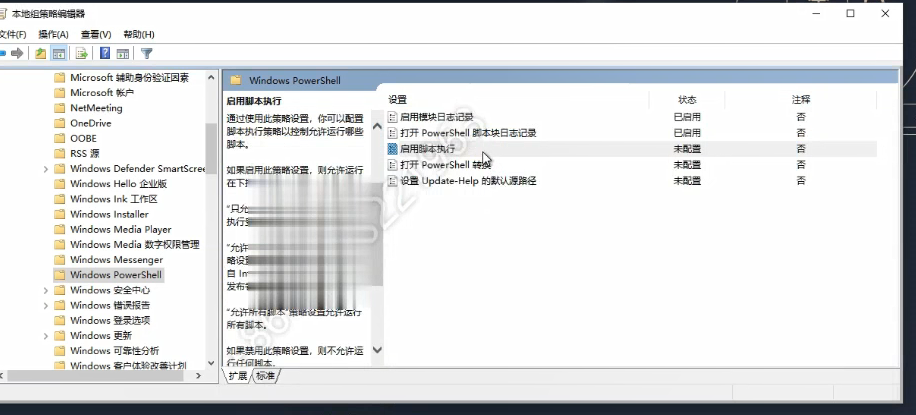 本地组策略编辑器
文件(F) 操作(A) 查看(V) 帮助(H)
Microsoft 辅助身份验证因素
Microsoft 帐户
NetMeeting
OneDrive
OOBE
RSS 源
Windows Defender SmartScree
Windows Hello 企业版
Windows Ink 工作区
Windows Installer
Windows Media Player
Windows Media 数字权限管理
Windows Messenger
Windows PowerShell
Windows 安全中心
Windows 错误报告
Windows 登录选项
Windows 更新
Windows 可靠性分析
Windows 客户体验改善计划
Windows PowerShell
启用脚本执行
通过使用此策略设置，你可以配置
脚本执行策略以控制允许运行哪些
脚本。
如果启用此策略设置，则允许运行
在下
"只允
执行
"允许
略设置
自 In
发布
"允许所有脚本"策略设置允许运行
所有脚本。
如果禁用此策略设置，则不允许运
行任何脚本。
设置 状态 注释
启用模块日志记录 已启用 否
打开 PowerShell 脚本块日志记录 已启用 否
启用脚本执行 未配置 否
打开 PowerShell 转换 未配置 否
设置 Update-Help 的默认源路径 未配置 否
扩展 标准